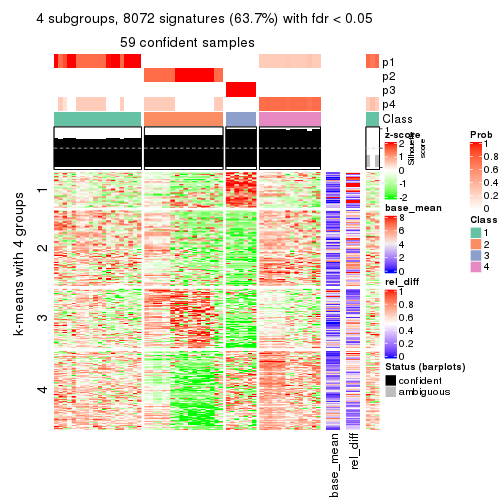 4 subgroups, 8072 signatures (63.7%) with fdr < 0.05
59 confident samples
p1
p2
p3
p4
Class
1
Silhouette
score
z-score
2
1
0
-1
-2
Prob
1
0.8
0.6
0.4
0.2
0
base_mean
8
6
4
2
0
Class
1
2
3
4
rel_diff
1
0.8
0.6
0.4
0.2
0
Status (barplots)
confident
ambiguous
k-means with 4 groups
1
2
3
4
base_mean
rel_diff